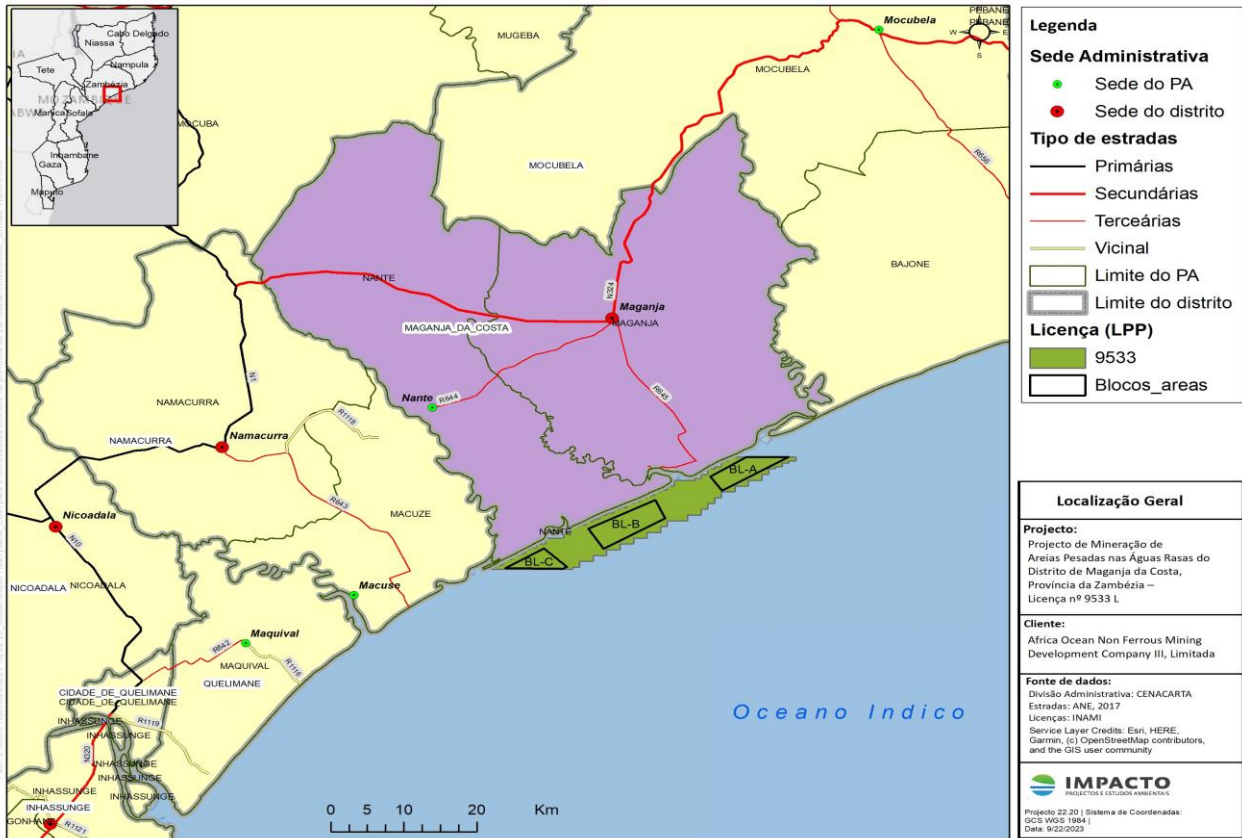 Niassa
Cabo Delgado
Tete
Nampula
Zambézia
MOZAMBIQUE
Manica
Sofala
Inhambane
Gaza
Maputo
MUGEBA
Mocubela
PEBANE
PEBANE
W
E
S
MOCUBELA
MOCUBA
MOCUBELA
R656
BAJONE
NANTE
N324
Maganja
MAGANJA
MAGANJA_DA_COSTA
Nante
R644
R645
N1
NAMACURRA
R1118
Namacurra
NAMACURRA
Nicoadala
R643
MACUZE
BL-A
BL-B
NANTE
BL-C
N10
NICOADALA
NICOADALA
Macuse
Maquival
R642
MAQUIVAL
R1116
QUELIMANE
CIDADE_DE_QUELIMANE
CIDADE_DE_QUELIMANE
INHASSUNGE
R1119
INHASSUNGE
N320
INHASSUNGE
INHASSUNGE
INHASSUNGE
INHASSUNGE
INHASSUNGE
GONHANE
R1121
Oceano Indico
0 5 10 20 Km
Legenda
Sede Administrativa
Sede do PA
Sede do distrito
Tipo de estradas
Primárias
Secundárias
Terceárias
Vicinal
Limite do PA
Limite do distrito
Licença (LPP)
9533
Blocos_areas
Localização Geral
Projecto:
Projecto de Mineração de
Areias Pesadas nas Águas Rasas do
Distrito de Maganja da Costa,
Província da Zambézia –
Licença nº 9533 L
Cliente:
Africa Ocean Non Ferrous Mining
Development Company III, Limitada
Fonte de dados:
Divisão Administrativa: CENACARTA
Estradas: ANE, 2017
Licenças: INAMI
Service Layer Credits: Esri, HERE,
Garmin, (c) OpenStreetMap contributors,
and the GIS user community
IMPACTO
PROJECTOS E ESTUDOS AMBIENTAIS
Projecto 22.20 | Sistema de Coordenadas:
GCS WGS 1984 |
Data: 9/22/2023